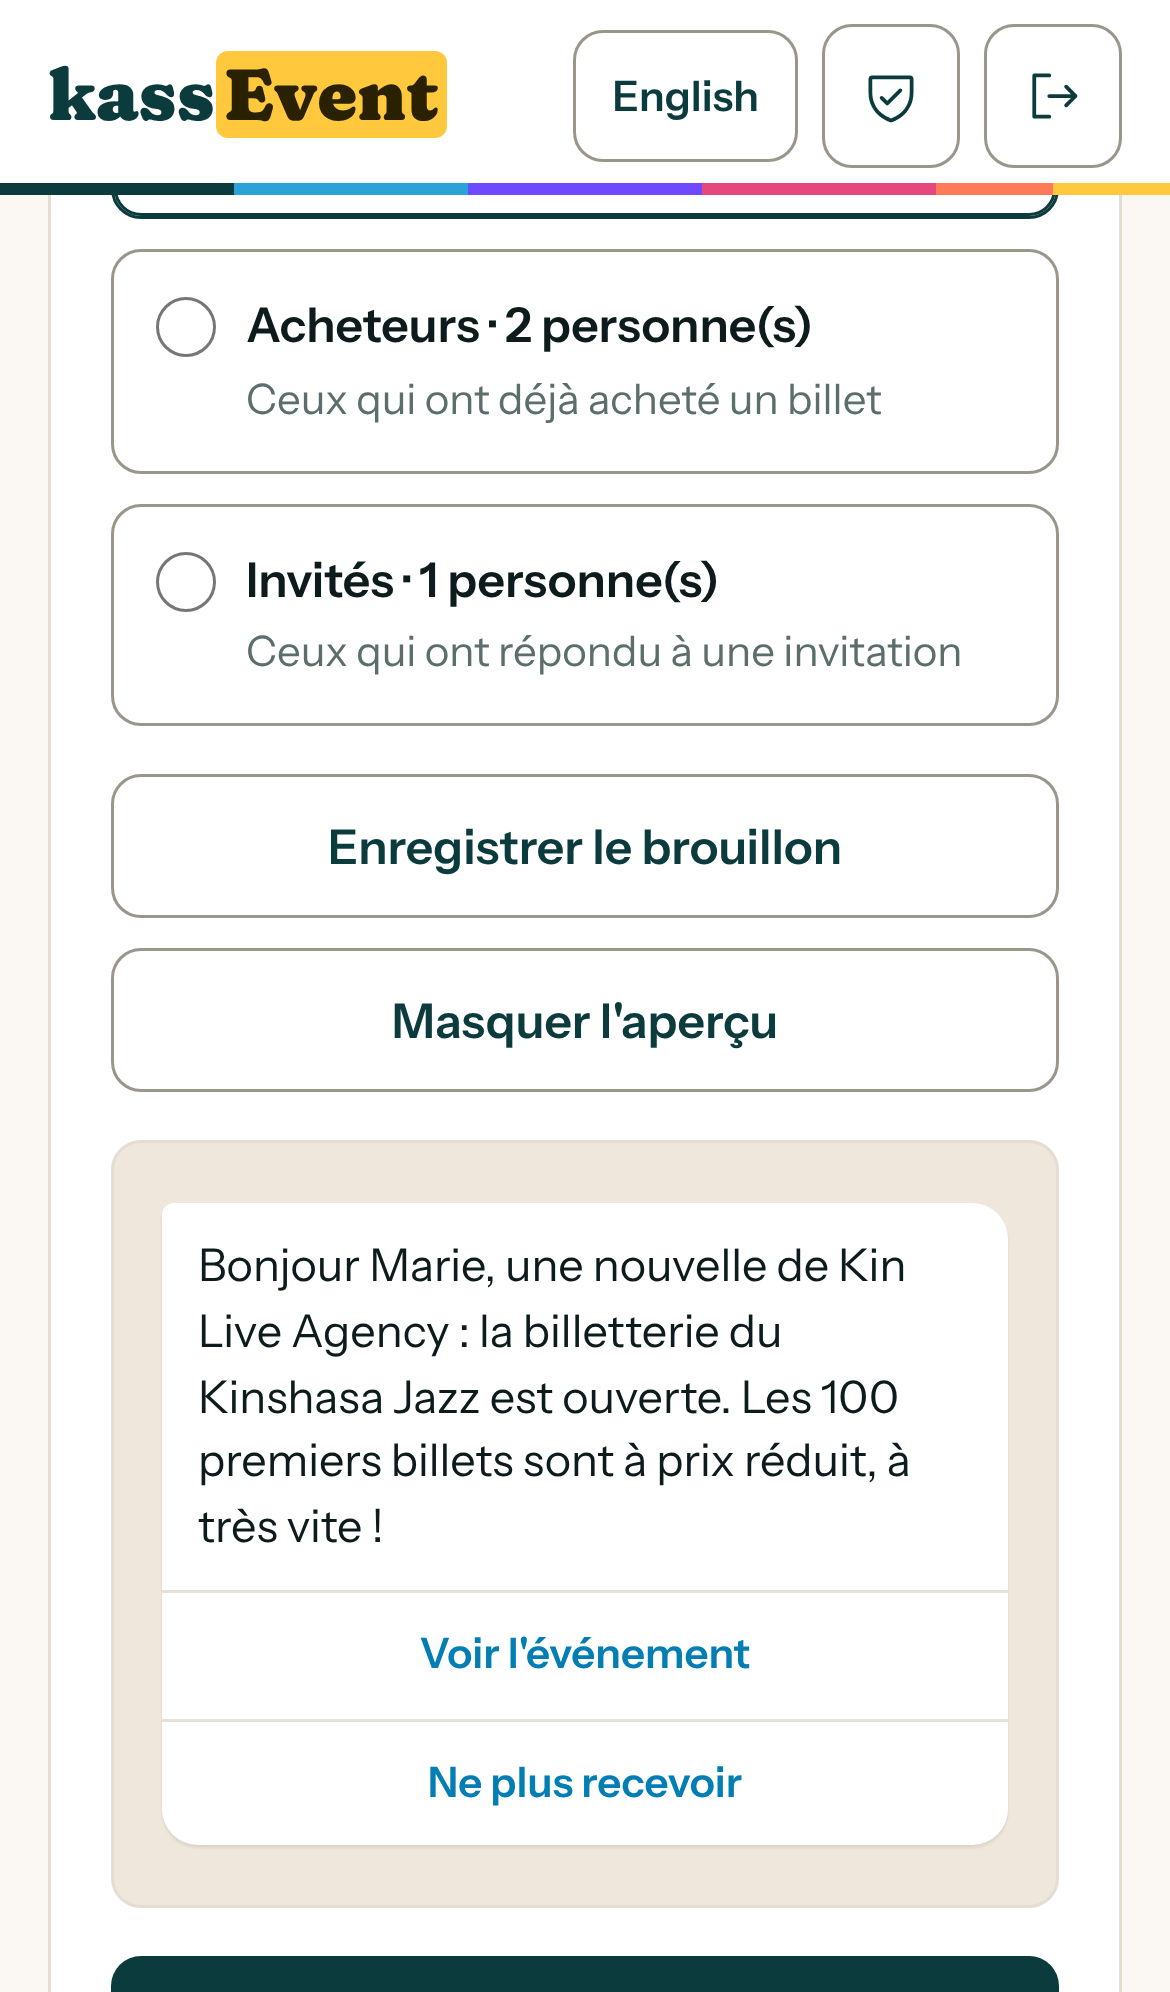 kassEvent
English
Acheteurs · 2 personne(s)
Ceux qui ont déjà acheté un billet
Invités · 1 personne(s)
Ceux qui ont répondu à une invitation
Enregistrer le brouillon
Masquer l'aperçu
Bonjour Marie, une nouvelle de Kin
Live Agency : la billetterie du
Kinshasa Jazz est ouverte. Les 100
premiers billets sont à prix réduit, à
très vite !
Voir l'événement
Ne plus recevoir